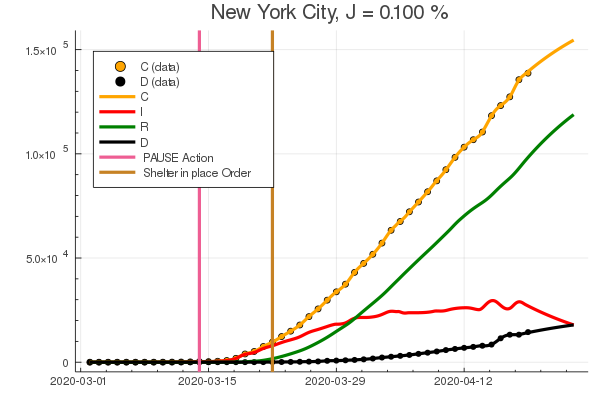 New York City, J = 0.100 %
1.5×10 5
1.0×10 5
5.0×10 4
0
C (data)
D (data)
C
I
R
D
PAUSE Action
Shelter in place Order
2020-03-01
2020-03-15
2020-03-29
2020-04-12